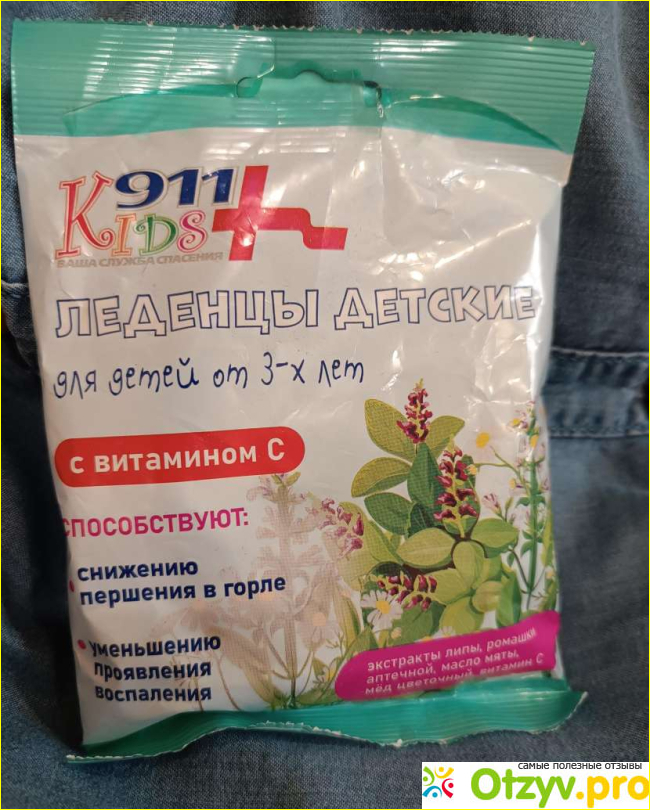 911
KIDS
ВАША СЛУЖБА СПАСЕНИЯ
ЛЕДЕНЦЫ ДЕТСКИЕ
для детей от 3-х лет
с витамином С
СПОСОБСТВУЮТ:
• снижению
першения в горле
• уменьшению
проявления
воспаления
экстракты липы, ромашки
аптечной, масло мяты,
мёд цветочный, витамин С
самые полезные отзывы
Otzyv.pro